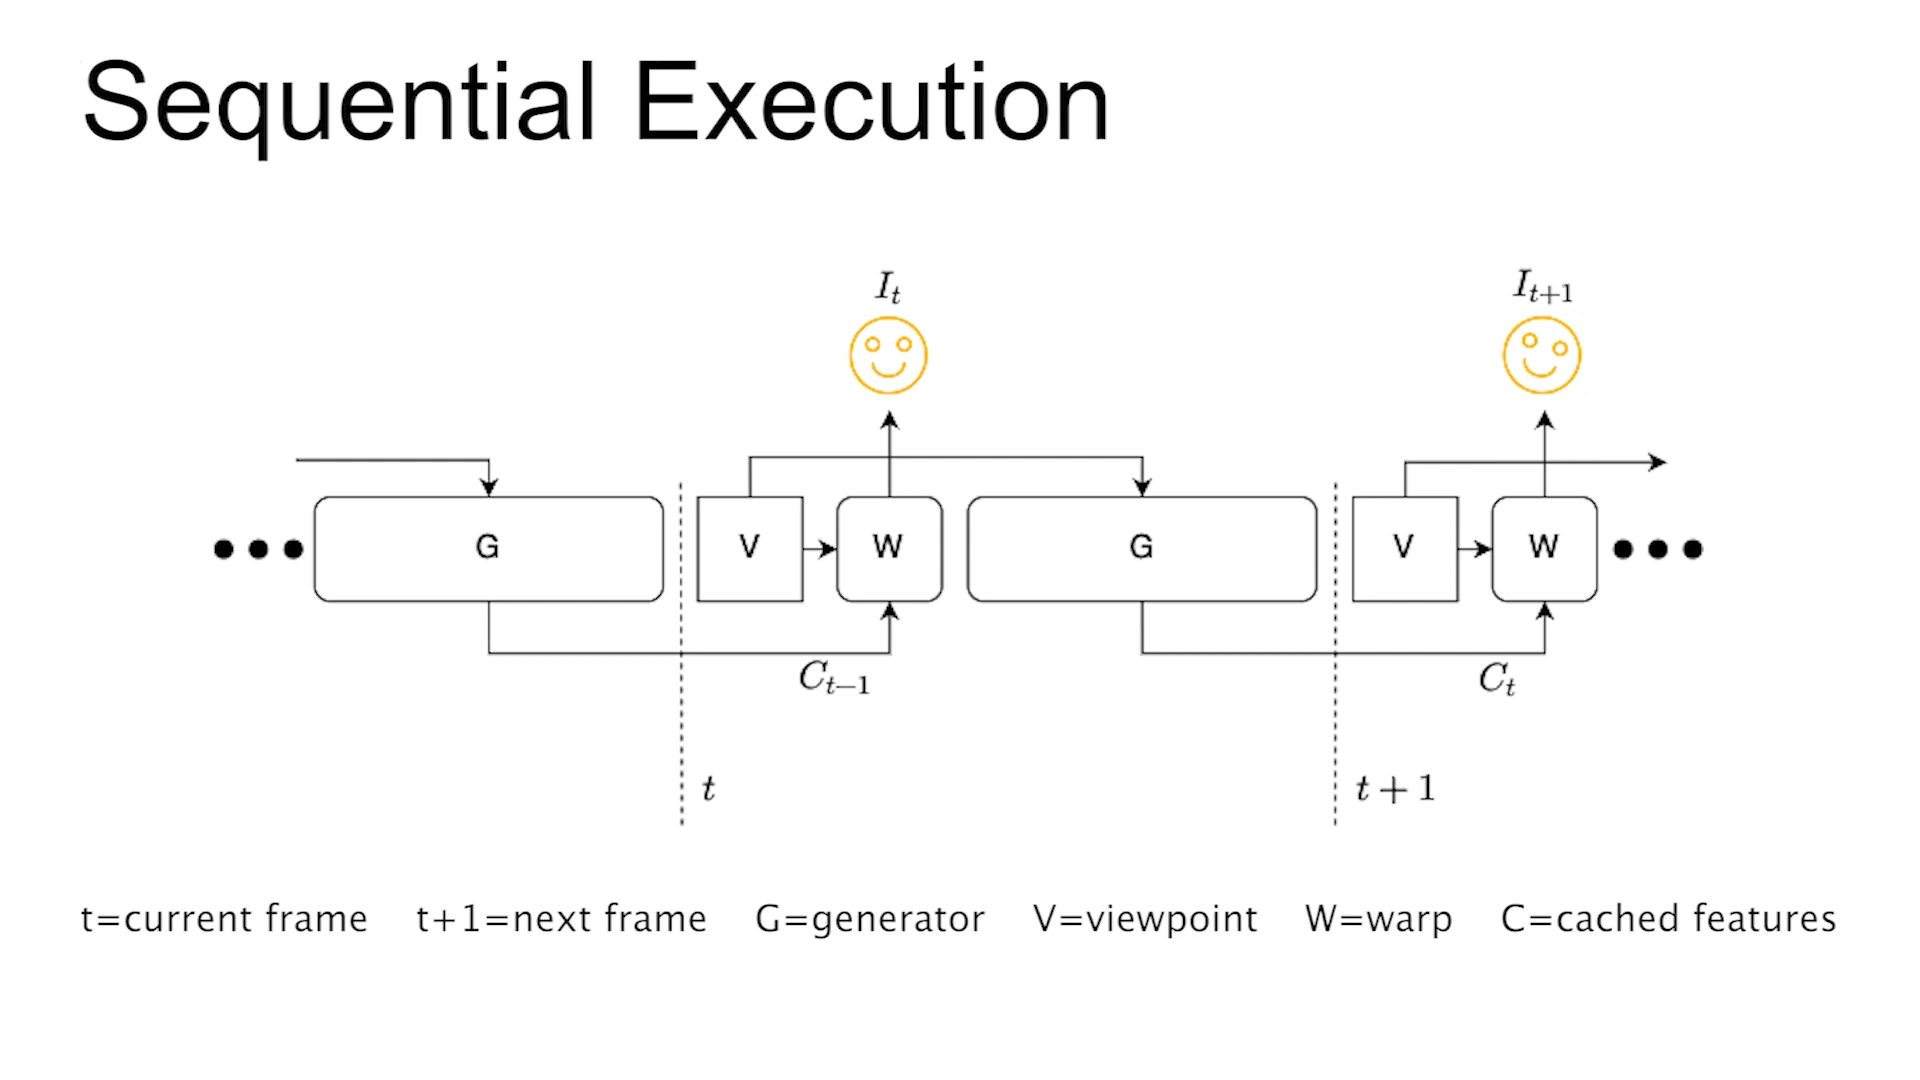 Sequential Execution
I_t
I_{t+1}
G
V
W
G
V
W
C_{t-1}
C_t
t
t + 1
t=current frame t+1=next frame G=generator V=viewpoint W=warp C=cached features